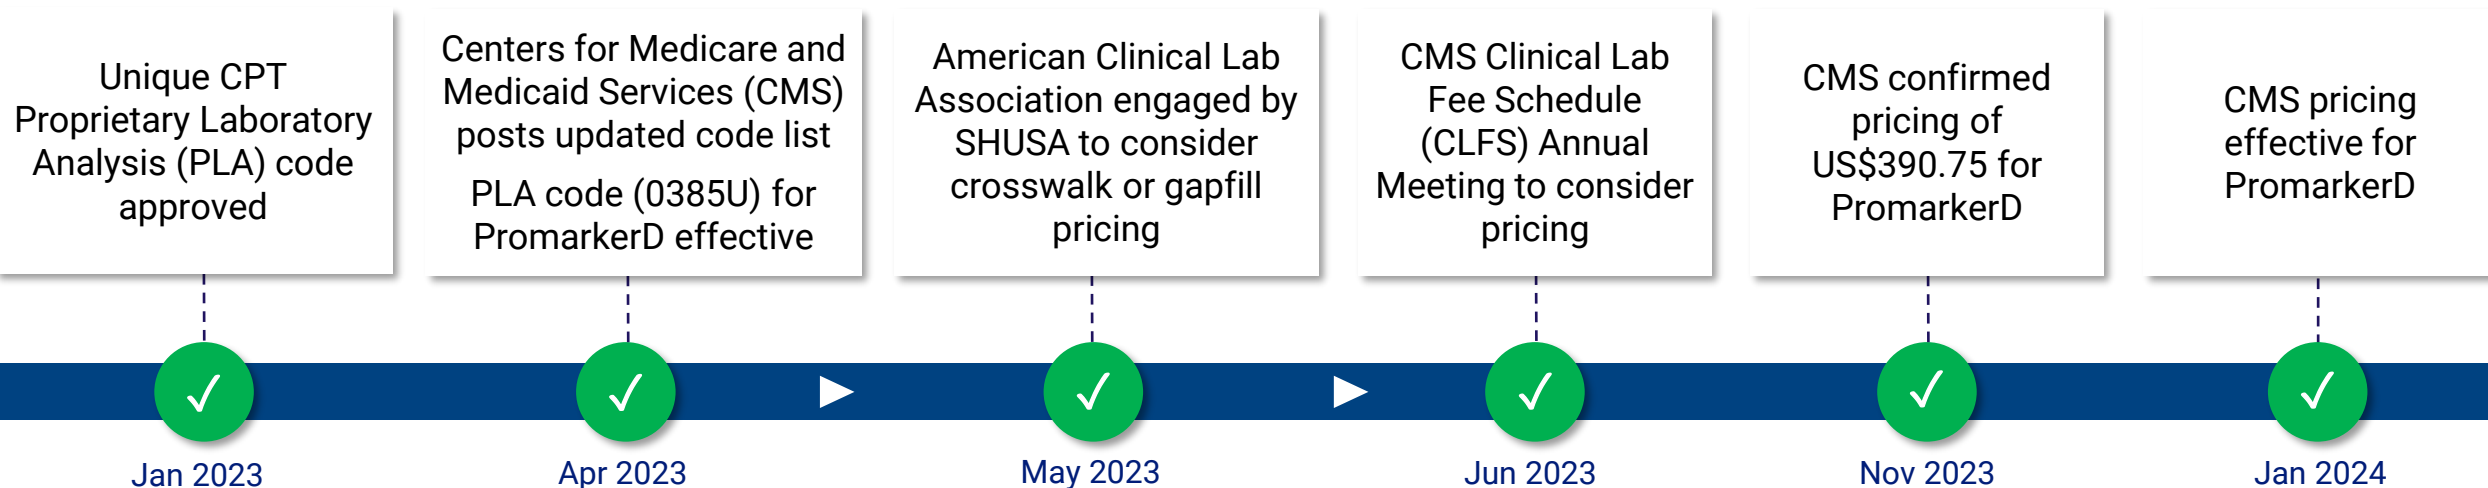 Unique CPT
Proprietary Laboratory
Analysis (PLA) code
approved
Centers for Medicare and
Medicaid Services (CMS)
posts updated code list
PLA code (0385U) for
PromarkerD effective
American Clinical Lab
Association engaged by
SHUSA to consider
crosswalk or gapfill
pricing
CMS Clinical Lab
Fee Schedule
(CLFS) Annual
Meeting to consider
pricing
CMS confirmed
pricing of
US$390.75 for
PromarkerD
CMS pricing
effective for
PromarkerD
Jan 2023
Apr 2023
May 2023
Jun 2023
Nov 2023
Jan 2024